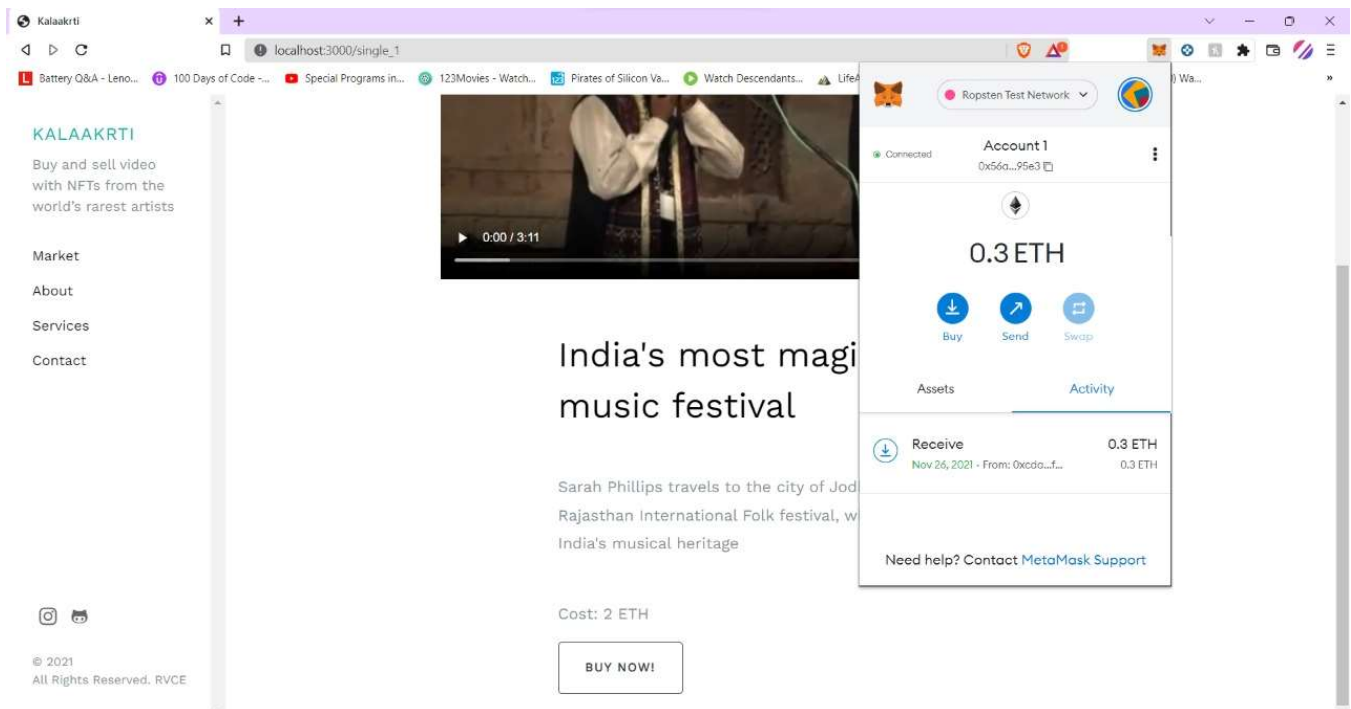 Kalaakrti
localhost:3000/single_1
Battery Q&A - Leno... 100 Days of Code -... Special Programs in... 123Movies - Watch... Pirates of Silicon Va... Watch Descendants... Wa... »
KALAAKRTI
Buy and sell video
with NFTs from the
world's rarest artists
Market
About
Services
Contact
© 2021
All Rights Reserved. RVCE
0:00 / 3:11
India's most magi
music festival
Sarah Phillips travels to the city of Jod
Rajasthan International Folk festival, w
India's musical heritage
Cost: 2 ETH
BUY NOW!
Ropsten Test Network
Connected
Account 1
0x56a...95e3
0.3 ETH
Buy Send Swap
Assets Activity
Receive 0.3 ETH
Nov 26, 2021 - From: 0xcda...f... 0.3 ETH
Need help? Contact MetaMask Support